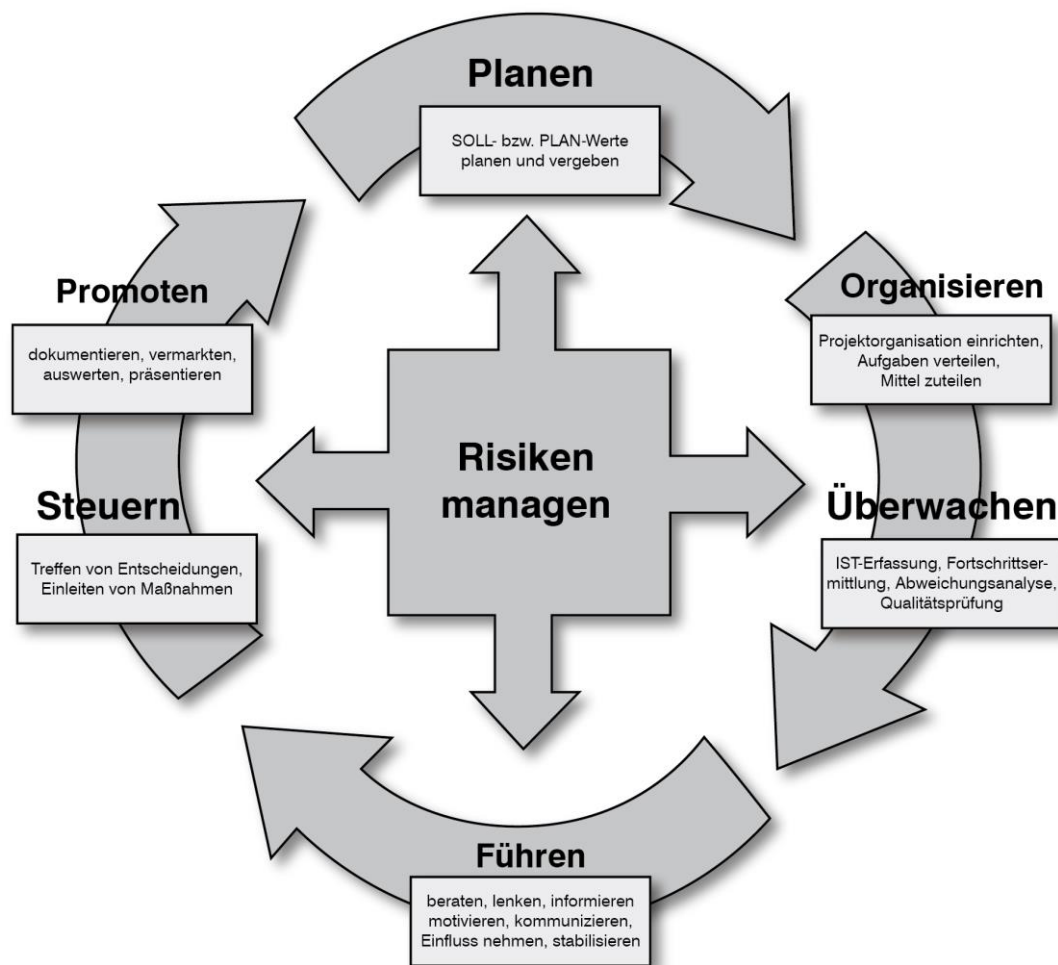 Planen
SOLL- bzw. PLAN-Werte
planen und vergeben
Organisieren
Projektorganisation einrichten,
Aufgaben verteilen,
Mittel zuteilen
Überwachen
IST-Erfassung, Fortschrittser-
mittlung, Abweichungsanalyse,
Qualitätsprüfung
Führen
beraten, lenken, informieren
motivieren, kommunizieren,
Einfluss nehmen, stabilisieren
Steuern
Treffen von Entscheidungen,
Einleiten von Maßnahmen
Promoten
dokumentieren, vermarkten,
auswerten, präsentieren
Risiken
managen